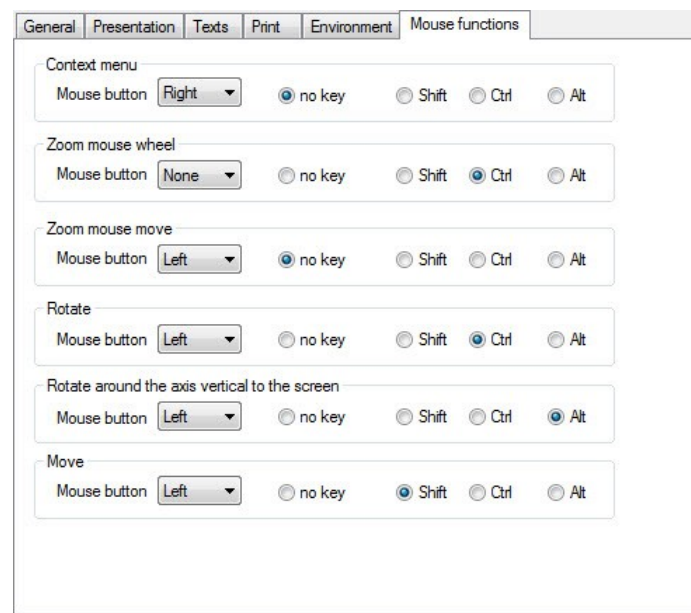 General Presentation Texts Print Environment Mouse functions
Context menu
Mouse button Right no key Shift Ctrl Alt
Zoom mouse wheel
Mouse button None no key Shift Ctrl Alt
Zoom mouse move
Mouse button Left no key Shift Ctrl Alt
Rotate
Mouse button Left no key Shift Ctrl Alt
Rotate around the axis vertical to the screen
Mouse button Left no key Shift Ctrl Alt
Move
Mouse button Left no key Shift Ctrl Alt